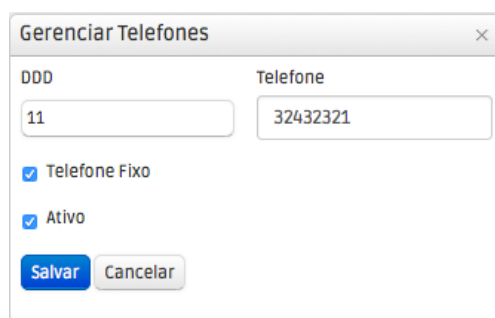 Gerenciar Telefones ×
DDD Telefone
11 32432321
Telefone Fixo
Ativo
Salvar Cancelar